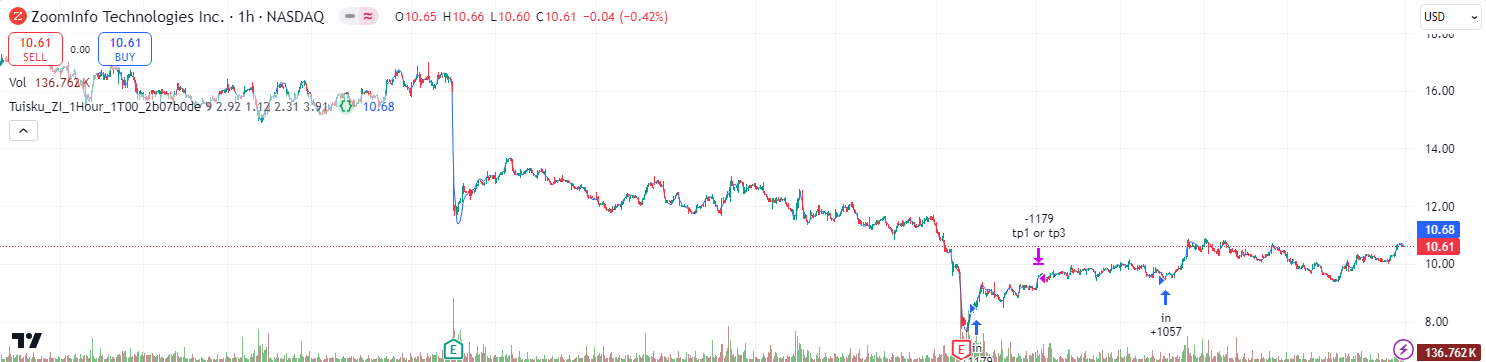 ZoomInfo Technologies Inc. · 1h · NASDAQ O10.65 H10.66 L10.60 C10.61 −0.04 (−0.42%)
USD
18.00
10.61
SELL
0.00
10.61
BUY
Vol 136.762 K
Tuisku_ZI_1Hour_1T00_2b07b0de 9 2.92 1.12 2.31 3.91 {} 10.68
16.00
14.00
12.00
-1179
tp1 or tp3
10.68
10.61
10.00
in
+1057
8.00
E
E
in
+1179
136.762 K